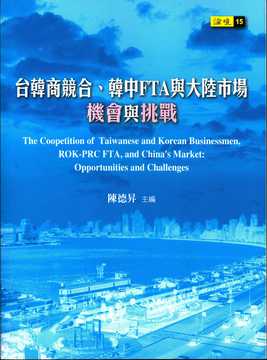 論壇 15
台韓商競合、韓中FTA與大陸市場
機會與挑戰
The Coopetition of Taiwanese and Korean Businessmen,
ROK-PRC FTA, and China's Market:
Opportunities and Challenges
陳德昇 主編